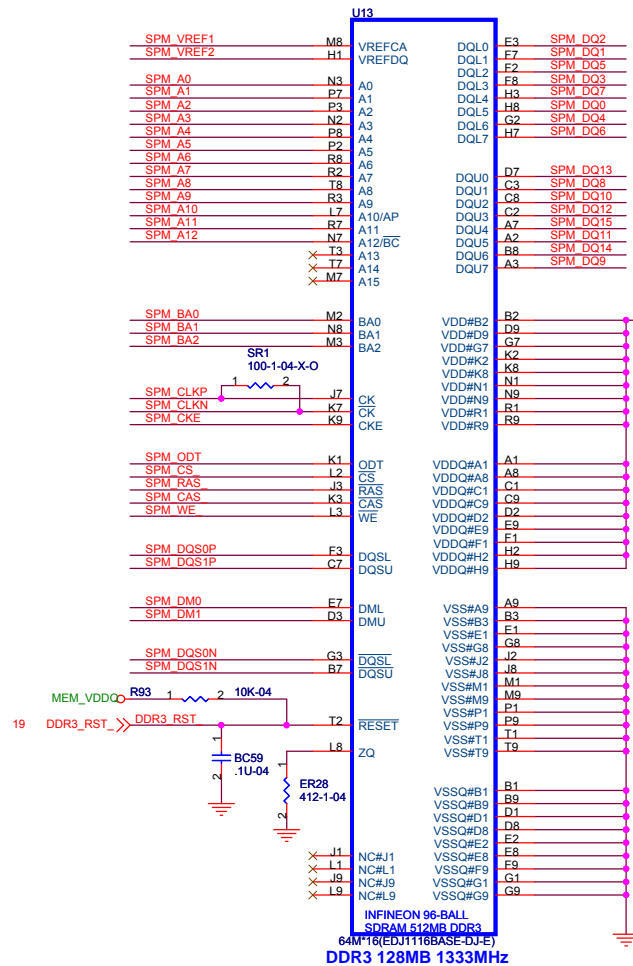 U13
SPM_VREF1 M8 VREFCA DQL0 E3 SPM_DQ2
SPM_VREF2 H1 VREFDQ DQL1 F7 SPM_DQ1
DQL2 F2 SPM_DQ5
SPM_A0 N3 A0 DQL3 F8 SPM_DQ3
SPM_A1 P7 A1 DQL4 H3 SPM_DQ7
SPM_A2 P3 A2 DQL5 H8 SPM_DQ0
SPM_A3 N2 A3 DQL6 G2 SPM_DQ4
SPM_A4 P8 A4 DQL7 H7 SPM_DQ6
SPM_A5 P2 A5
SPM_A6 R8 A6
SPM_A7 R2 A7 DQU0 D7 SPM_DQ13
SPM_A8 T8 A8 DQU1 C3 SPM_DQ8
SPM_A9 R3 A9 DQU2 C8 SPM_DQ10
SPM_A10 L7 A10/AP DQU3 C2 SPM_DQ12
SPM_A11 R7 A11 DQU4 A7 SPM_DQ15
SPM_A12 N7 A12/BC DQU5 A2 SPM_DQ11
T3 A13 DQU6 B8 SPM_DQ14
T7 A14 DQU7 A3 SPM_DQ9
M7 A15
SPM_BA0 M2 BA0 VDD#B2 B2
SPM_BA1 N8 BA1 VDD#D9 D9
SPM_BA2 M3 BA2 VDD#G7 G7
SR1 VDD#K2 K2
100-1-04-X-O VDD#K8 K8
1 2 VDD#N1 N1
SPM_CLKP J7 CK VDD#N9 N9
SPM_CLKN K7 CK VDD#R1 R1
SPM_CKE K9 CKE VDD#R9 R9
SPM_ODT K1 ODT VDDQ#A1 A1
SPM_CS_ L2 CS VDDQ#A8 A8
SPM_RAS_ J3 RAS VDDQ#C1 C1
SPM_CAS_ K3 CAS VDDQ#C9 C9
SPM_WE_ L3 WE VDDQ#D2 D2
VDDQ#E9 E9
VDDQ#F1 F1
SPM_DQS0P F3 DQSL VDDQ#H2 H2
SPM_DQS1P C7 DQSU VDDQ#H9 H9
SPM_DM0 E7 DML VSS#A9 A9
SPM_DM1 D3 DMU VSS#B3 B3
VSS#E1 E1
VSS#G8 G8
SPM_DQS0N G3 DQSL VSS#J2 J2
SPM_DQS1N B7 DQSU VSS#J8 J8
VSS#M1 M1
MEM_VDDQ R93 1 2 10K-04 VSS#M9 M9
VSS#P1 P1
19 DDR3_RST_ DDR3_RST_ T2 RESET VSS#P9 P9
VSS#T1 T1
L8 ZQ VSS#T9 T9
1 BC59 2 .1U-04
1 ER28 2 412-1-04
VSSQ#B1 B1
VSSQ#B9 B9
VSSQ#D1 D1
VSSQ#D8 D8
VSSQ#E2 E2
J1 NC#J1 VSSQ#E8 E8
L1 NC#L1 VSSQ#F9 F9
J9 NC#J9 VSSQ#G1 G1
L9 NC#L9 VSSQ#G9 G9
INFINEON 96-BALL
SDRAM 512MB DDR3
64M*16(EDJ1116BASE-DJ-E)
DDR3 128MB 1333MHz